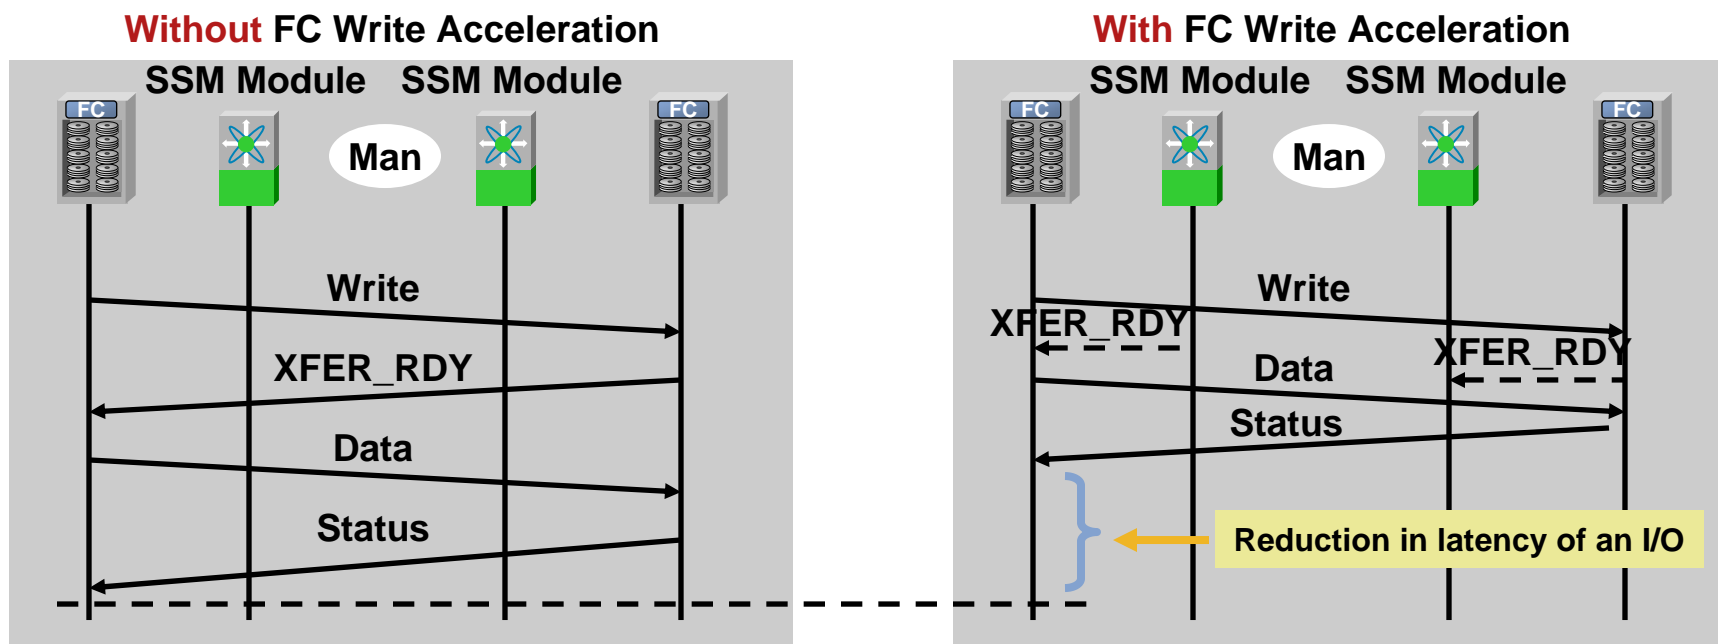 Without FC Write Acceleration
SSM Module SSM Module
FC FC
Man
Write
XFER_RDY
Data
Status
With FC Write Acceleration
SSM Module SSM Module
FC FC
Man
Write
XFER_RDY
XFER_RDY
Data
Status
Reduction in latency of an I/O